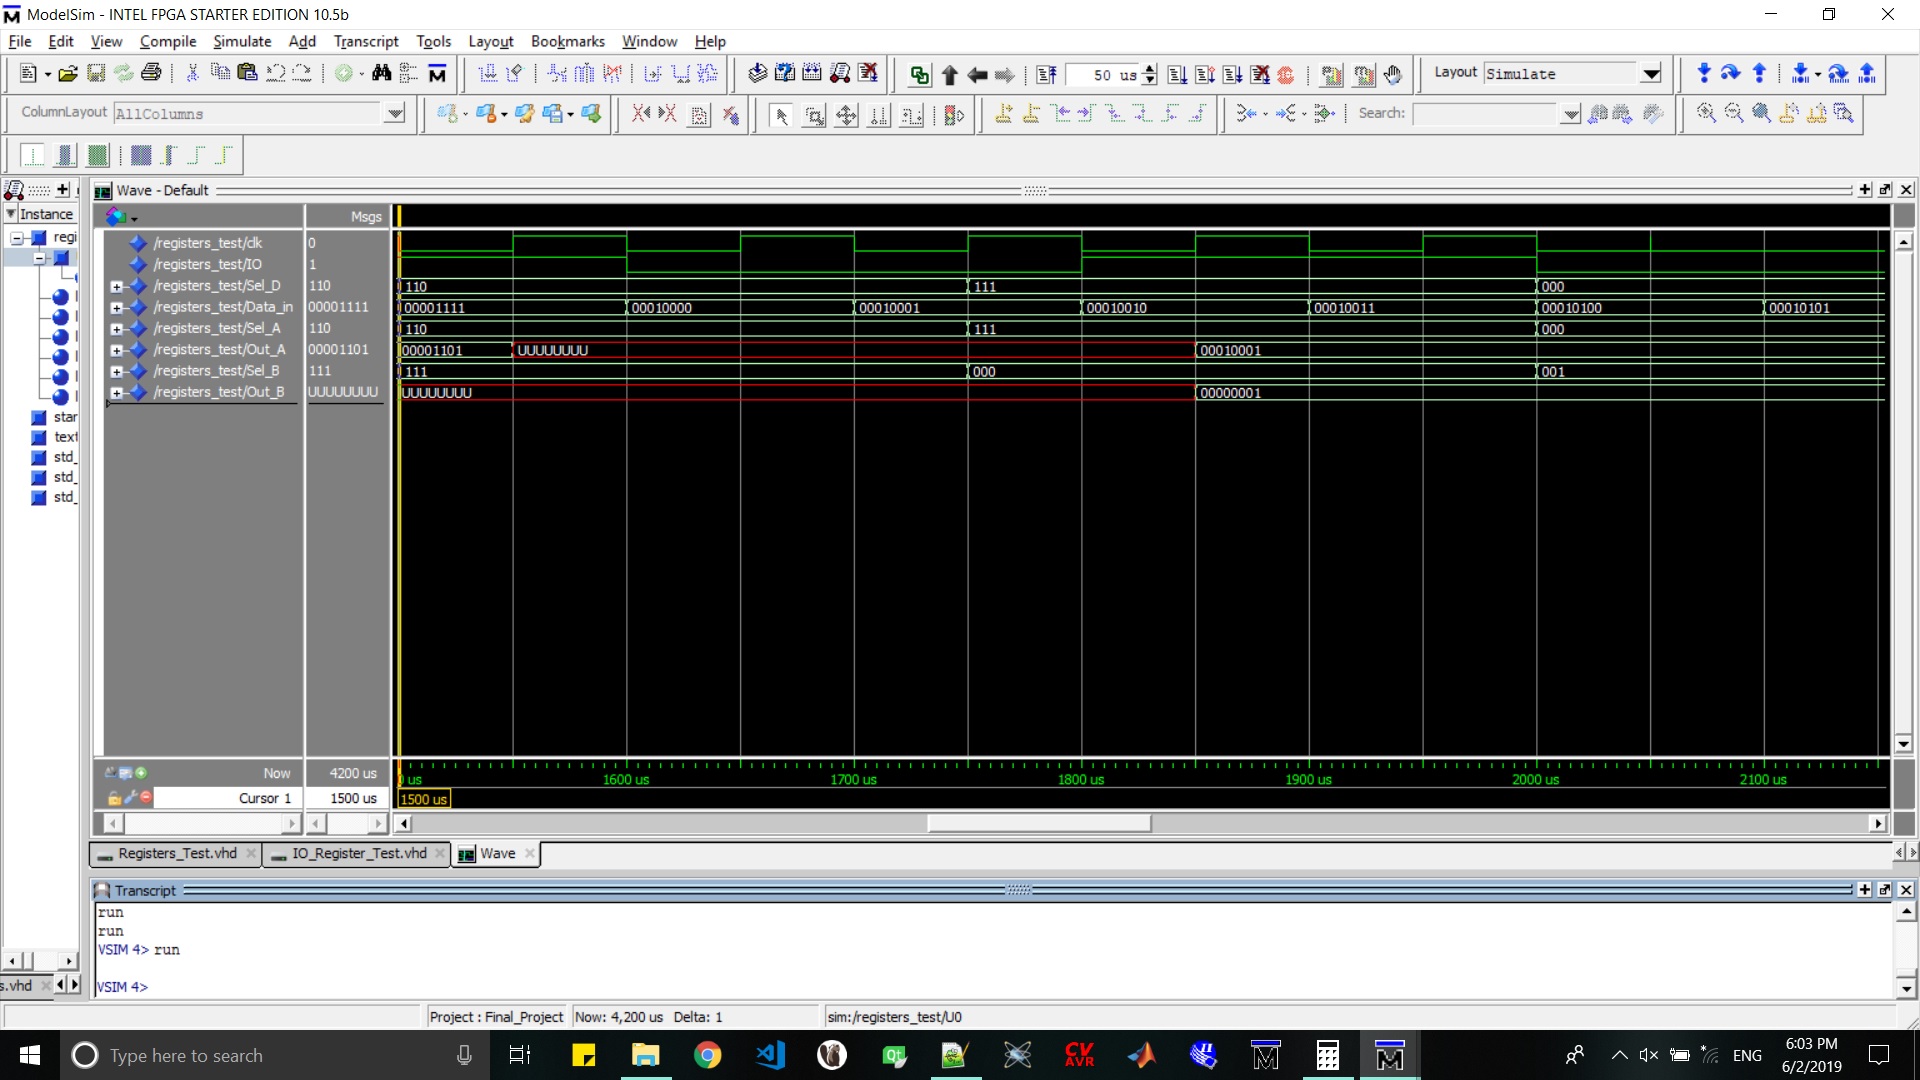 ModelSim - INTEL FPGA STARTER EDITION 10.5b
File Edit View Compile Simulate Add Transcript Tools Layout Bookmarks Window Help
50 us
Layout Simulate
ColumnLayout AllColumns
Search:
Wave - Default
Instance
Msgs
regi
/registers_test/clk 0
/registers_test/IO 1
/registers_test/Sel_D 110 110 111 000
/registers_test/Data_in 00001111 00001111 00010000 00010001 00010010 00010011 00010100 00010101
/registers_test/Sel_A 110 110 111 000
/registers_test/Out_A 00001101 00001101 UUUUUUUU 00010001
/registers_test/Sel_B 111 111 000 001
/registers_test/Out_B UUUUUUUU UUUUUUUU 00000001
star
text
std_
std_
std_
Now 4200 us 0 us 1600 us 1700 us 1800 us 1900 us 2000 us 2100 us
Cursor 1 1500 us 1500 us
Registers_Test.vhd IO_Register_Test.vhd Wave
Transcript
run
run
VSIM 4> run
s.vhd
VSIM 4>
Project : Final_Project Now: 4,200 us Delta: 1 sim:/registers_test/U0
Type here to search
Qt
CV
AVR
ENG
6:03 PM
6/2/2019